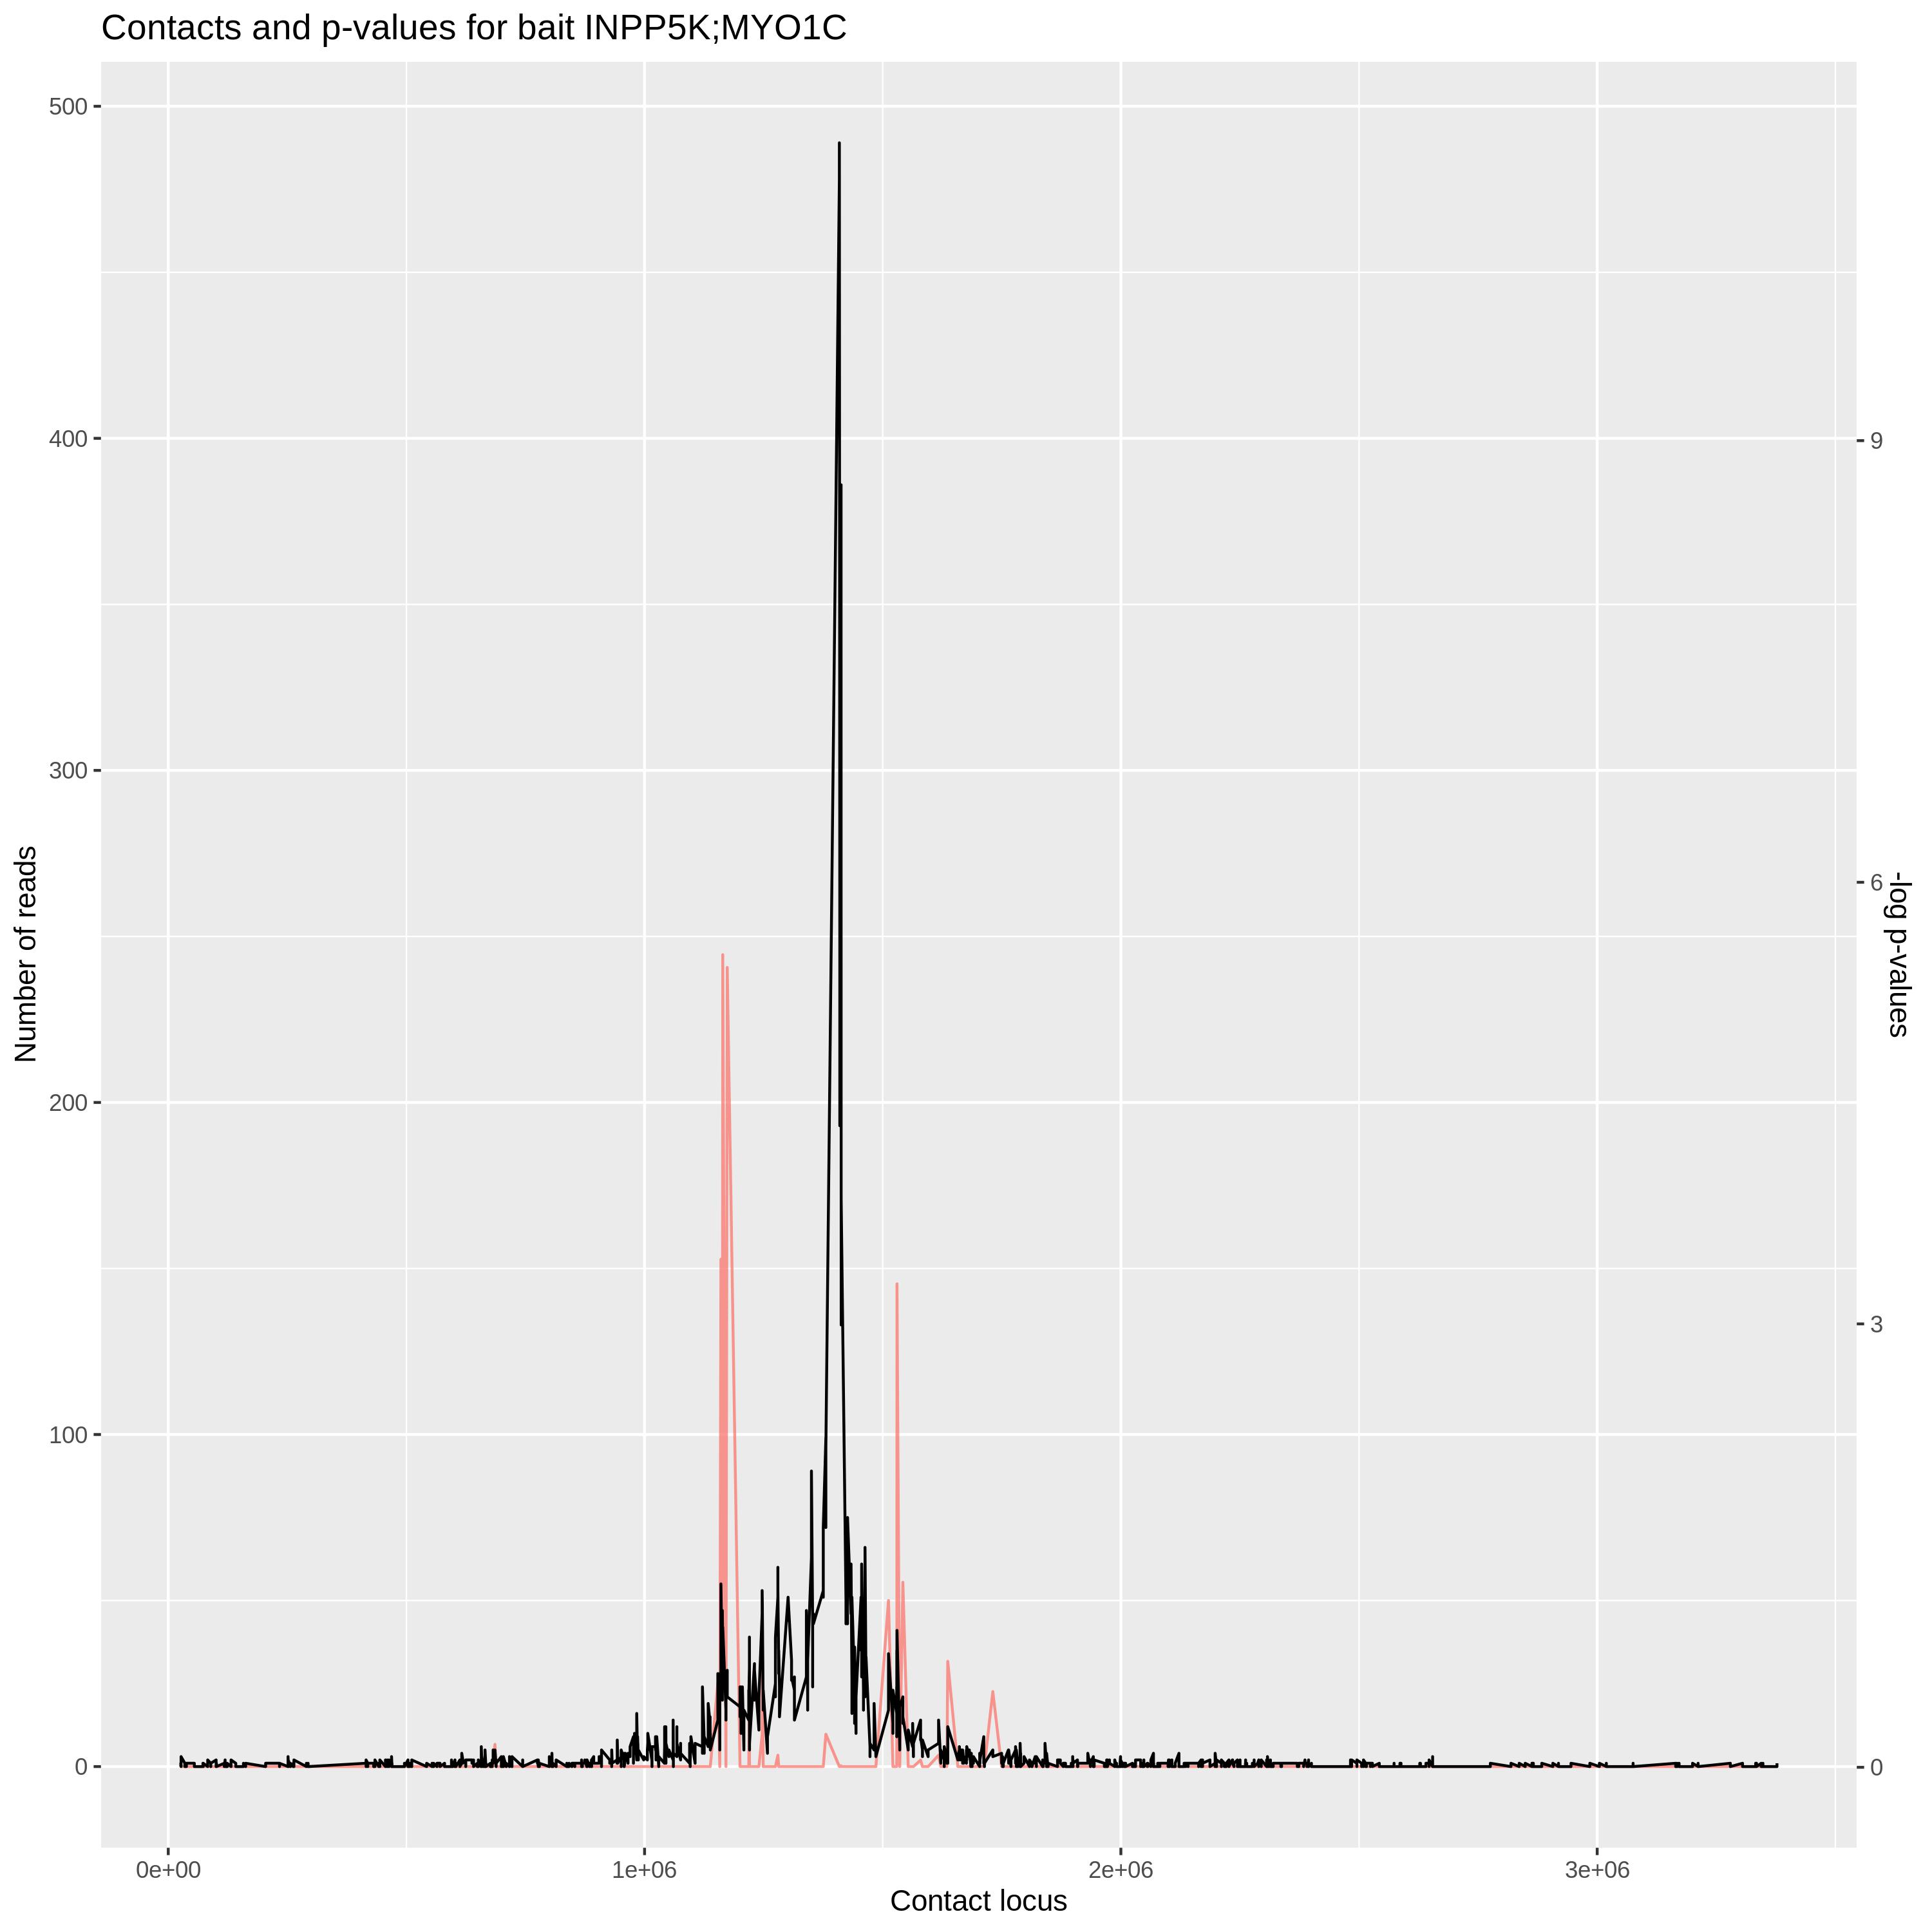 Contacts and p-values for bait INPP5K;MYO1C
500
400
300
200
100
0
Number of reads
9
6
3
0
-log p-values
0e+00
1e+06
2e+06
3e+06
Contact locus